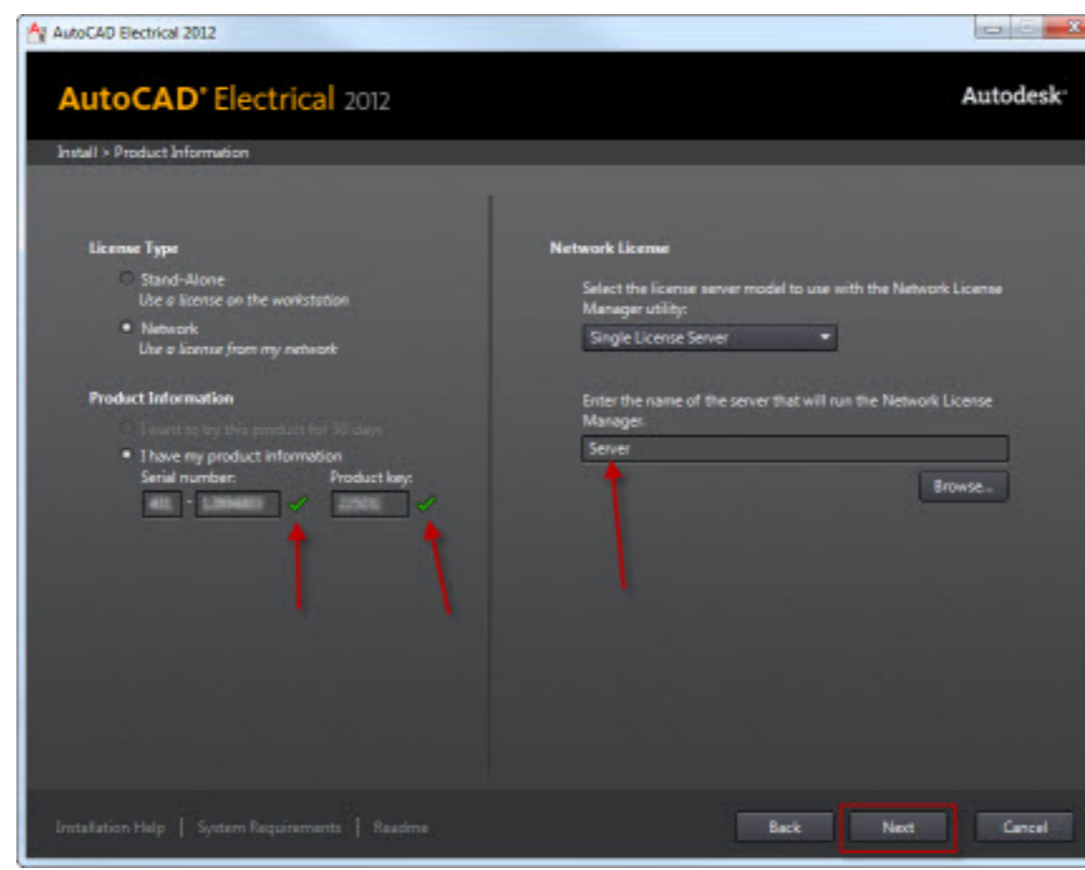 AutoCAD Electrical 2012
AutoCAD® Electrical 2012
Autodesk®
Install > Product Information
License Type
Stand-Alone
Use a license on the workstation
Network
Use a license from my network
Product Information
I want to try this product for 30 days
I have my product information
Serial number: Product key:
Network License
Select the license server model to use with the Network License
Manager utility:
Single License Server
Enter the name of the server that will run the Network License
Manager.
Server
Browse...
Installation Help | System Requirements | Readme
Back Next Cancel